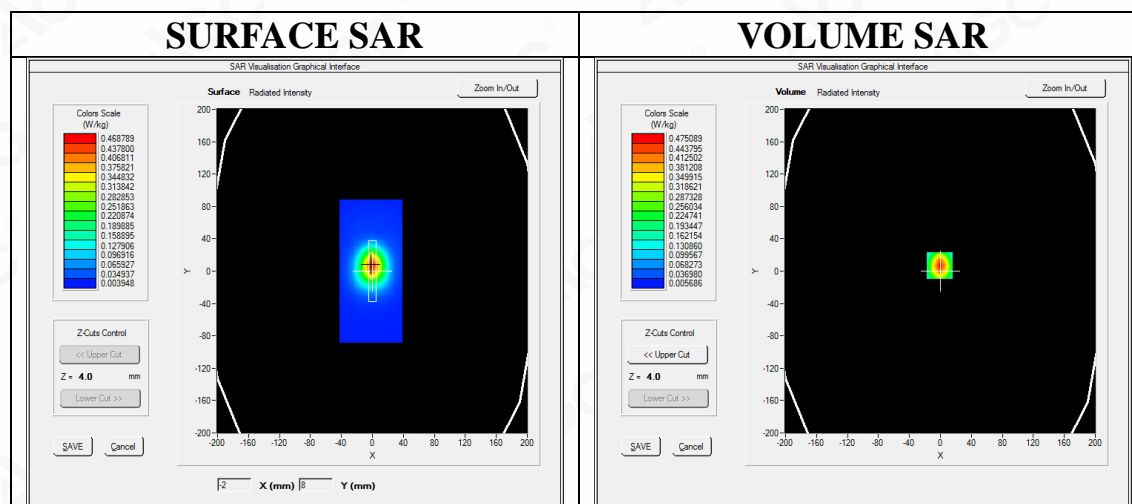 SURFACE SAR
SAR Visualisation Graphical Interface
Surface Radiated Intensity
Zoom In/Out
Colors Scale
(W/kg)
0.468789
0.437800
0.406811
0.375821
0.344832
0.313842
0.282853
0.251863
0.220874
0.189885
0.158895
0.127906
0.096916
0.065927
0.034937
0.003948
Z-Cuts Control
<< Upper Cut
Z = 4.0 mm
Lower Cut >>
SAVE Cancel
200-
160-
120-
80-
40-
0-
-40-
-80-
-120-
-160-
-200-
-200 -160 -120 -80 -40 0 40 80 120 160 200
Y
X
-2 X (mm) 8 Y (mm)
VOLUME SAR
SAR Visualisation Graphical Interface
Volume Radiated Intensity
Zoom In/Out
Colors Scale
(W/kg)
0.475089
0.443795
0.412502
0.381208
0.349915
0.318621
0.287328
0.256034
0.224741
0.193447
0.162154
0.130860
0.099567
0.068273
0.036980
0.005686
Z-Cuts Control
<< Upper Cut
Z = 4.0 mm
Lower Cut >>
SAVE Cancel
200-
160-
120-
80-
40-
0-
-40-
-80-
-120-
-160-
-200-
-200 -160 -120 -80 -40 0 40 80 120 160 200
Y
X